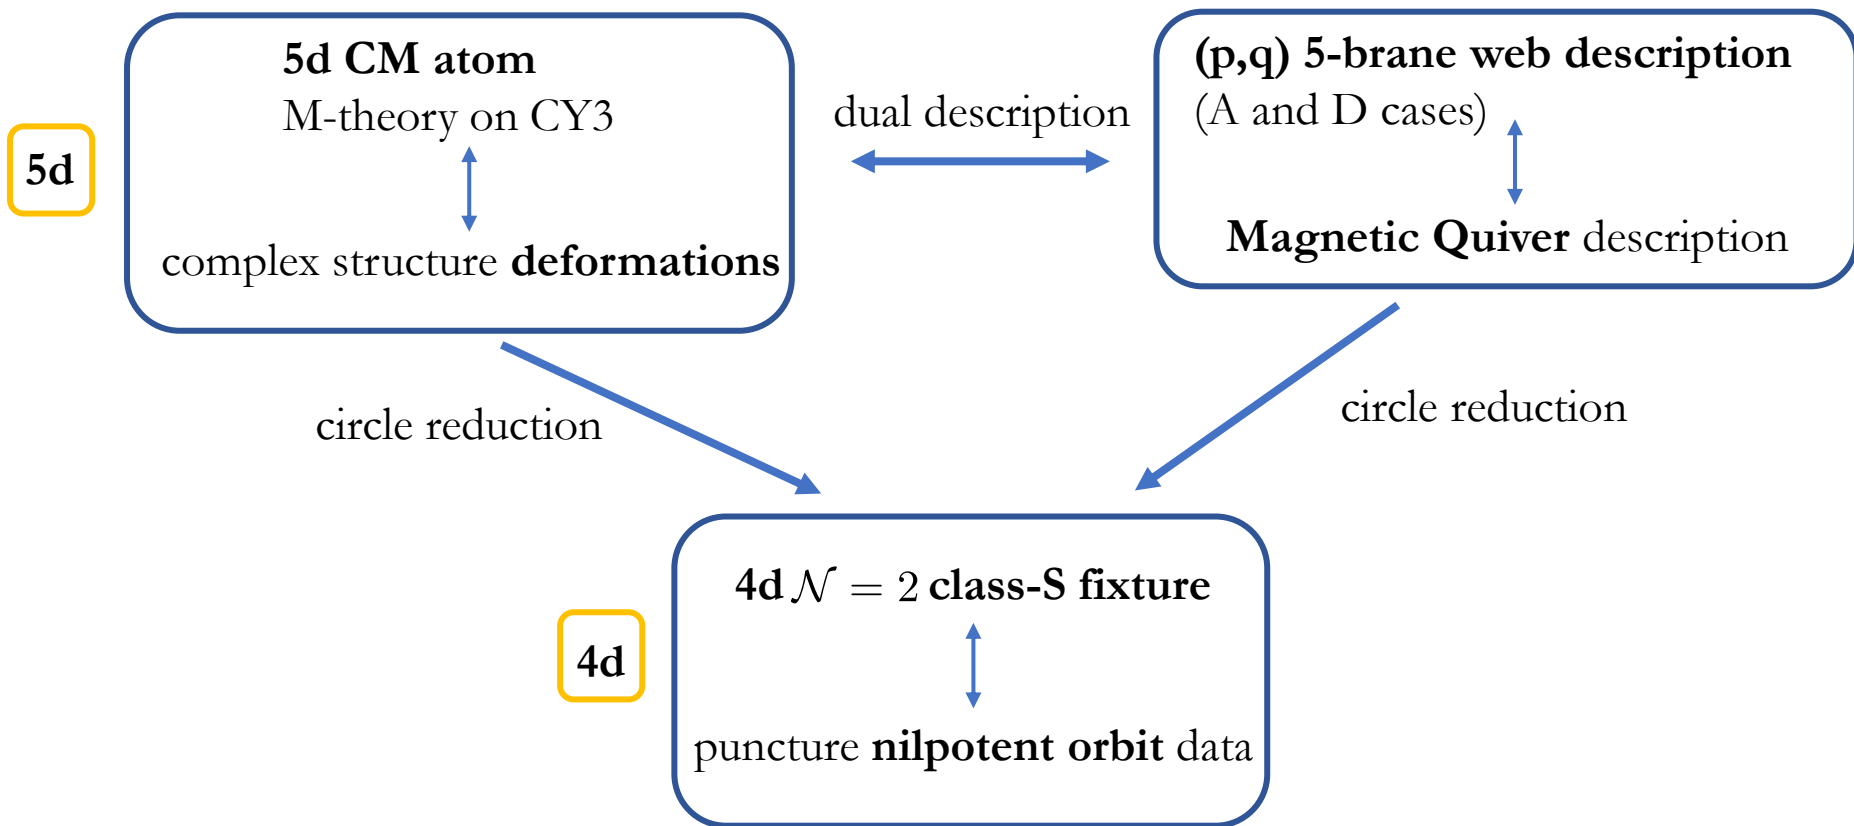 5d
5d CM atom
M-theory on CY3
complex structure deformations
dual description
(p,q) 5-brane web description
(A and D cases)
Magnetic Quiver description
circle reduction
circle reduction
4d
4d 𝒩 = 2 class-S fixture
puncture nilpotent orbit data